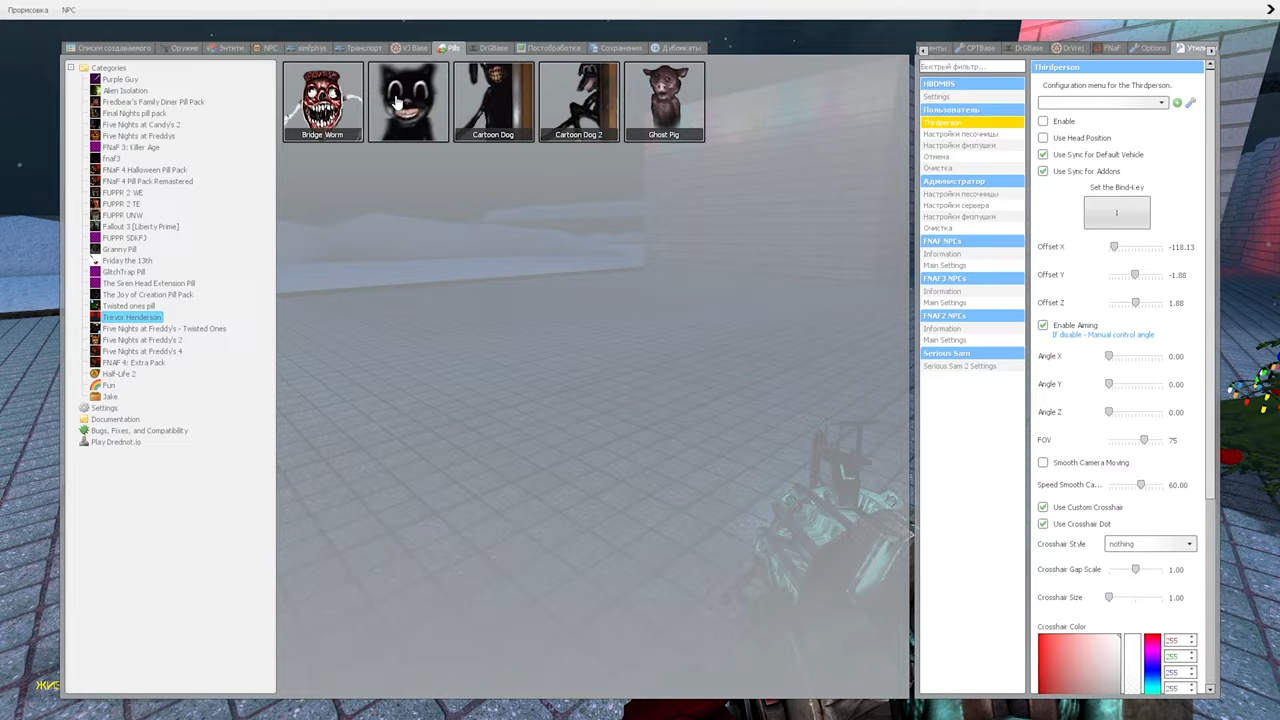 Прорисовка NPC
Списки создаваемого Оружие Энтити NPC simfphys Транспорт VJ Base Pills DrGBase Постобработка Сохранения Дубликаты
енты CPTBase DrGBase DrVrej FNaF Options Утили
Categories
Purple Guy
Alien Isolation
Fredbear's Family Diner Pill Pack
Final Nights pill pack
Five Nights at Candy's 2
Five Nights at Freddys
FNAF 3: Killer Age
fnaf3
FNaF 4 Halloween Pill Pack
FNaF 4 Pill Pack Remastered
FUPPR 2 WE
FUPPR 2 TE
FUPPR UNW
Fallout 3 [Liberty Prime]
FUPPR SDI:FJ
Granny Pill
Friday the 13th
GlitchTrap Pill
The Siren Head Extension Pill
The Joy of Creation Pill Pack
Twisted ones pill
Trevor Henderson
Five Nights at Freddy's - Twisted Ones
Five Nights at Freddy's 2
Five Nights at Freddys 4
FNAF 4: Extra Pack
Half-Life 2
Fun
Jake
Settings
Documentation
Bugs, Fixes, and Compatibility
Play Drednot.io
Bridge Worm
Cartoon Dog
Cartoon Dog 2
Ghost Pig
Быстрый фильтр...
HBOMBS
Settings
Пользователь
Thirdperson
Настройки песочницы
Настройки физпушки
Отмена
Очистка
Администратор
Настройки песочницы
Настройки сервера
Настройки физпушки
Очистка
FNAF NPCs
Information
Main Settings
FNAF3 NPCs
Information
Main Settings
FNAF2 NPCs
Information
Main Settings
Serious Sam
Serious Sam 2 Settings
Thirdperson
Configuration menu for the Thirdperson.
Enable
Use Head Position
Use Sync for Default Vehicle
Use Sync for Addons
Set the Bind-Key
1
Offset X -118.13
Offset Y -1.88
Offset Z 1.88
Enable Aiming
If disable - Manual control angle
Angle X 0.00
Angle Y 0.00
Angle Z 0.00
FOV 75
Smooth Camera Moving
Speed Smooth Ca... 60.00
Use Custom Crosshair
Use Crosshair Dot
Crosshair Style nothing
Crosshair Gap Scale 1.00
Crosshair Size 1.00
Crosshair Color
255
255
255
255